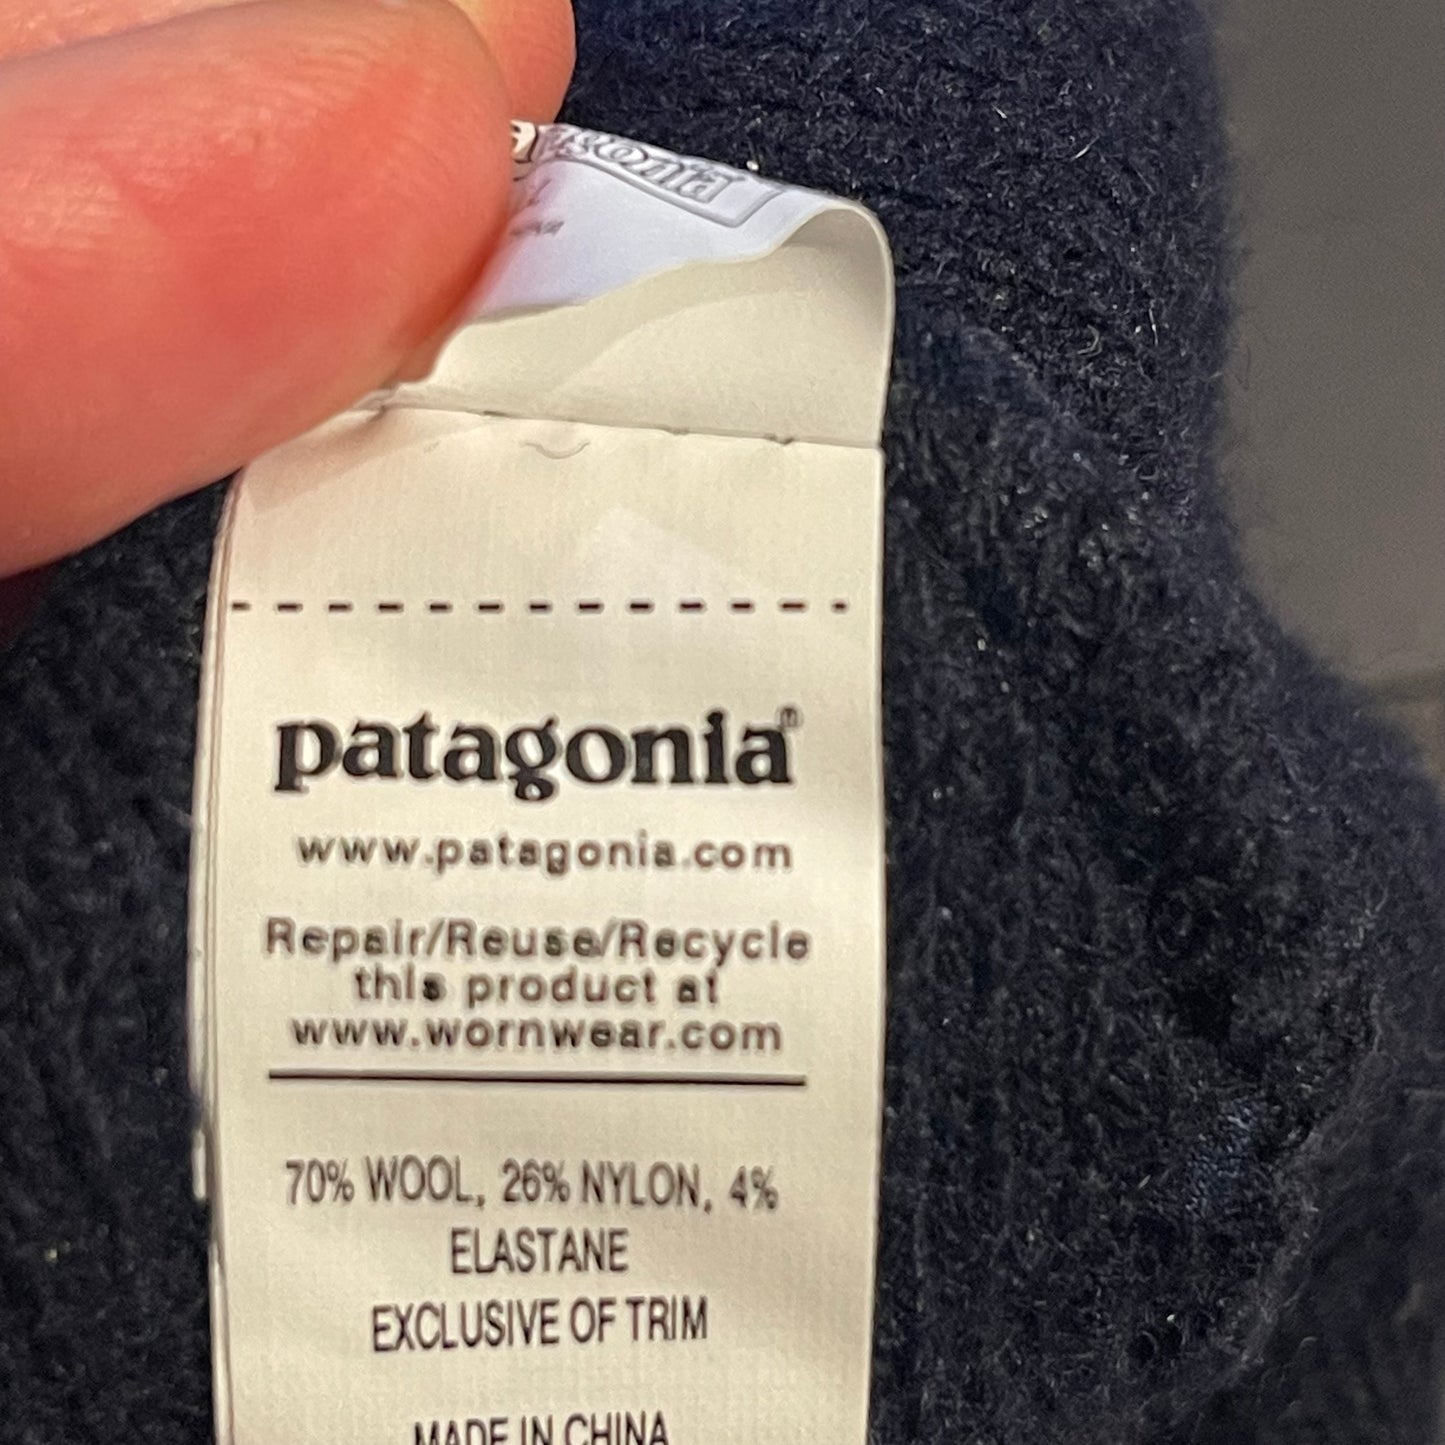 agonia
patagonia®
www.patagonia.com
Repair/Reuse/Recycle
this product at
www.wornwear.com
70% WOOL, 26% NYLON, 4%
ELASTANE
EXCLUSIVE OF TRIM
MADE IN CHINA